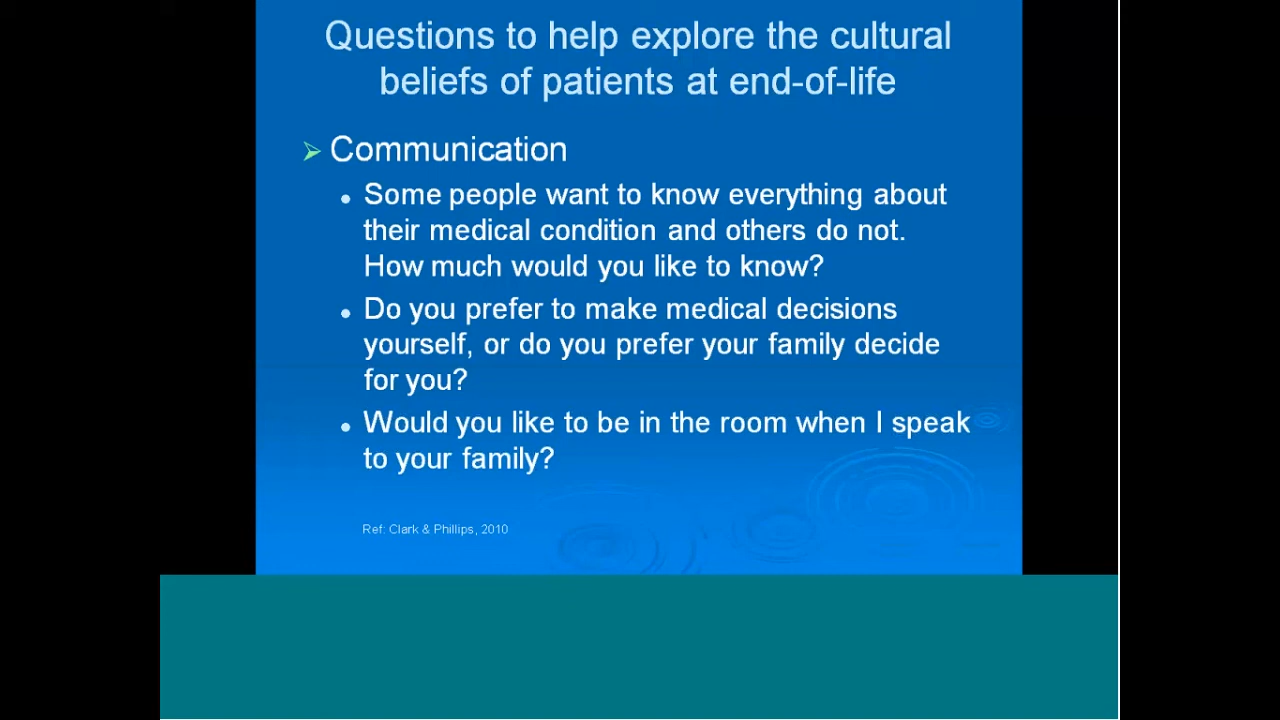 Questions to help explore the cultural
beliefs of patients at end-of-life
Communication
Some people want to know everything about
their medical condition and others do not.
How much would you like to know?
Do you prefer to make medical decisions
yourself, or do you prefer your family decide
for you?
Would you like to be in the room when I speak
to your family?
Ref: Clark & Phillips, 2010